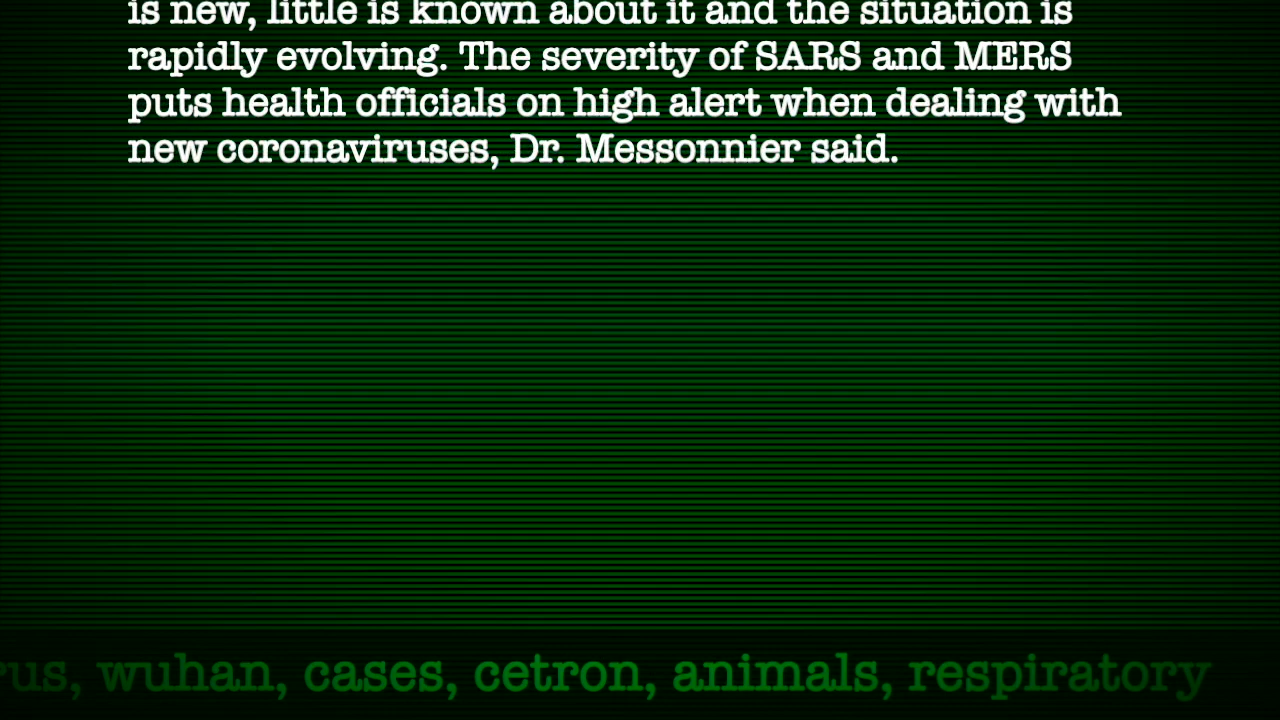 is new, little is known about it and the situation is
rapidly evolving. The severity of SARS and MERS
puts health officials on high alert when dealing with
new coronaviruses, Dr. Messonnier said.
wuhan, cases, cetron, animals, respiratory